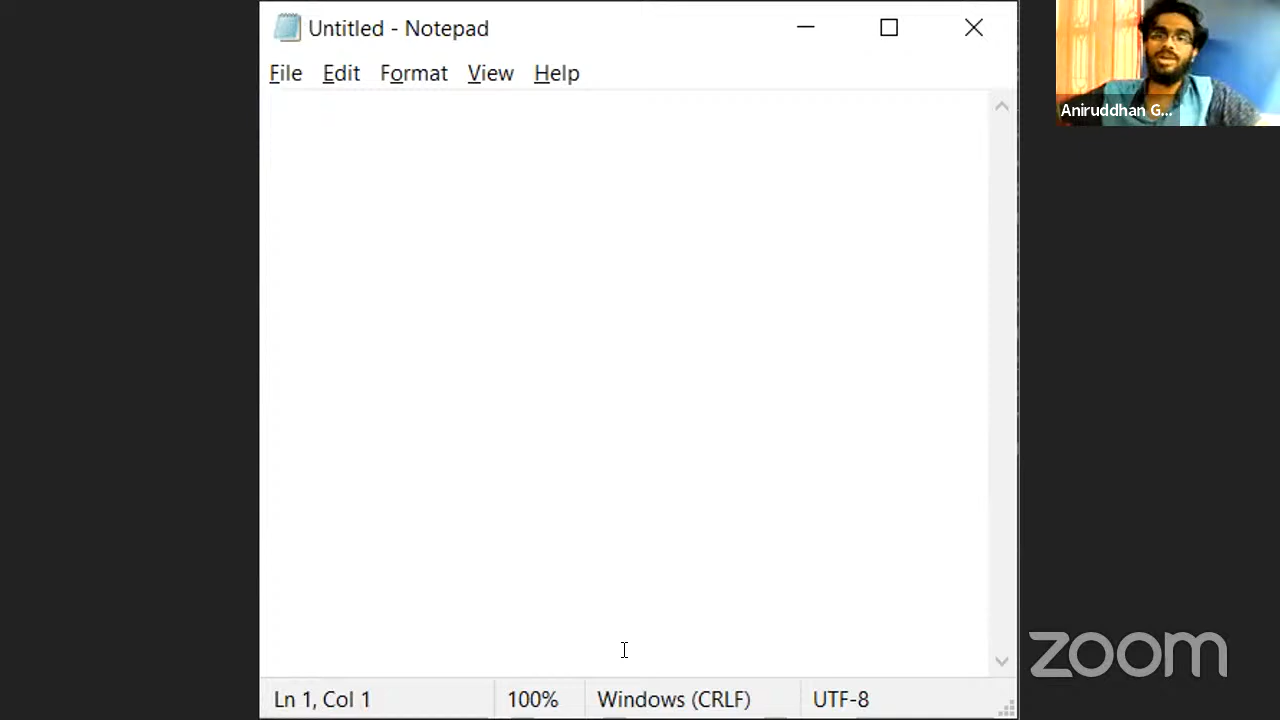 Untitled - Notepad
File Edit Format View Help
Aniruddhan G...
Ln 1, Col 1 100% Windows (CRLF) UTF-8
zoom